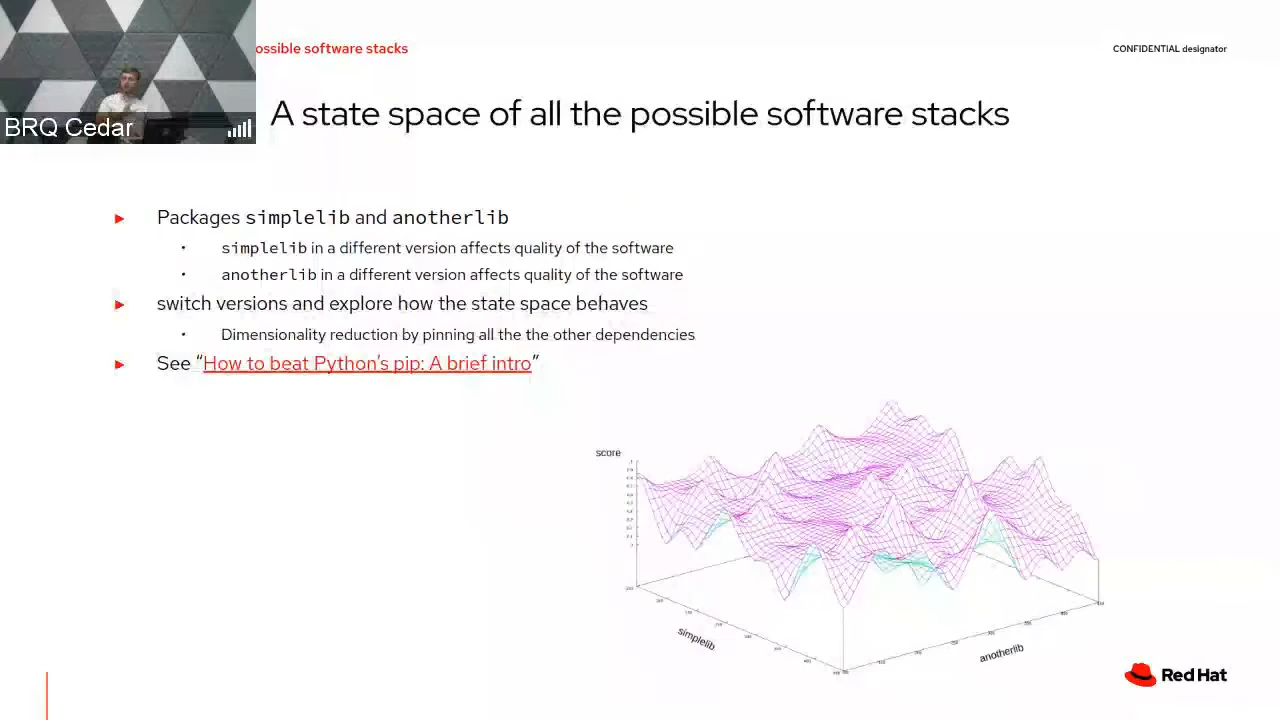 ossible software stacks
CONFIDENTIAL designator
BRQ Cedar
A state space of all the possible software stacks
► Packages simplelib and anotherlib
• simplelib in a different version affects quality of the software
• anotherlib in a different version affects quality of the software
► switch versions and explore how the state space behaves
• Dimensionality reduction by pinning all the the other dependencies
► See “How to beat Python's pip: A brief intro”
score
simplelib
anotherlib
Red Hat